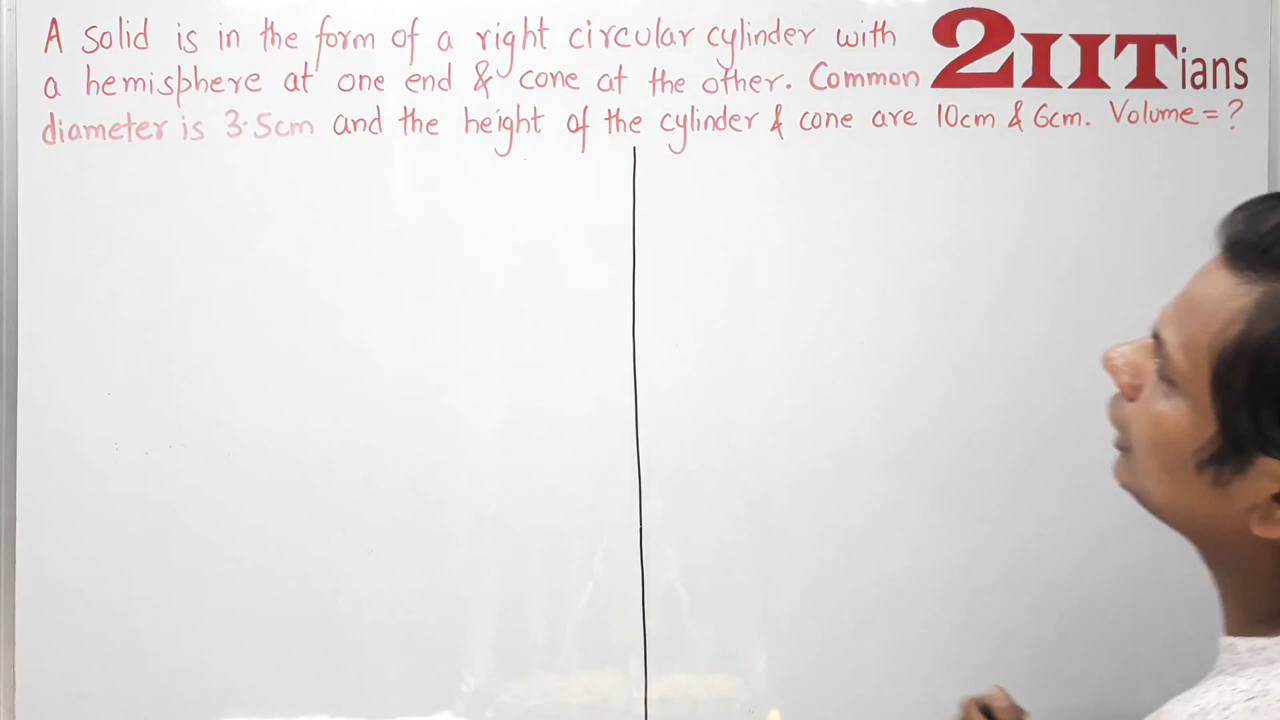 A solid is in the form of a right circular cylinder with
a hemisphere at one end & cone at the other. Common
diameter is 3.5cm and the height of the cylinder & cone are 10cm & 6cm. Volume = ?
2IITians